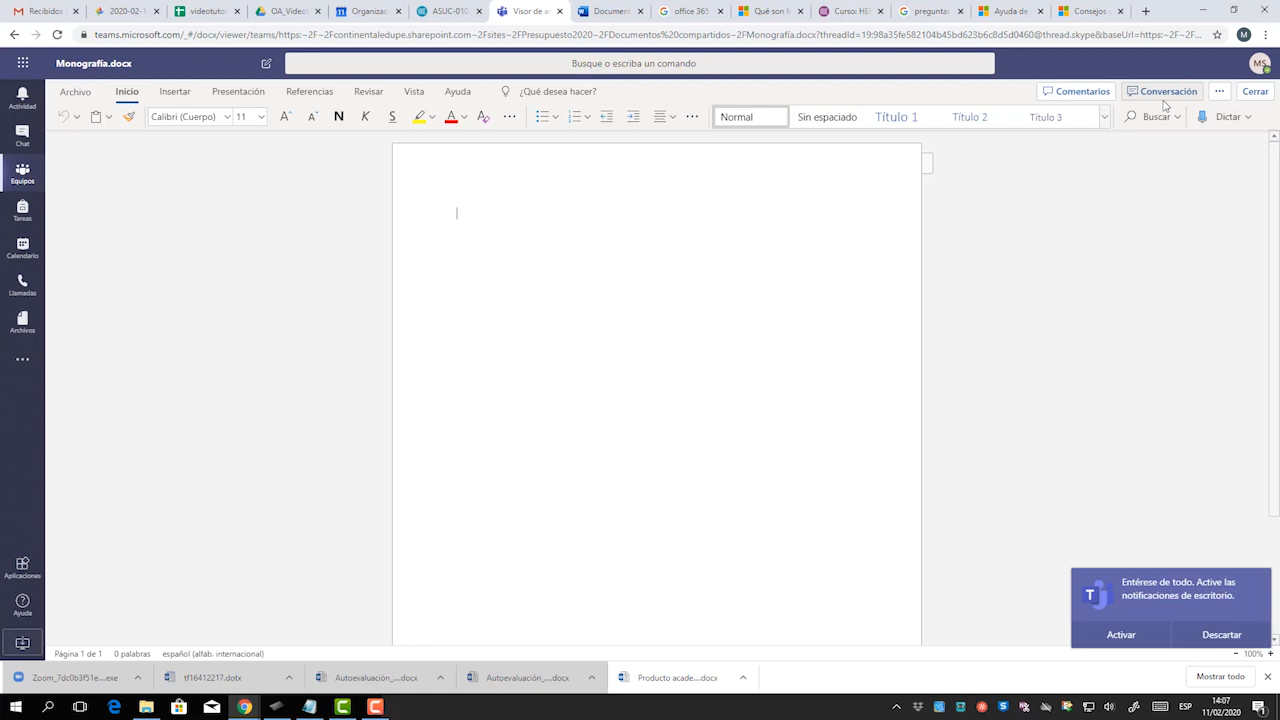 Recibidos
2020-02-1
videotutor
OA_Videos
Organizac
ASUC-010
Visor de a
Document
office 365
Qué son M
Curso: HE
preguntas
Ayuda de
Consejos y
teams.microsoft.com/_#/docx/viewer/teams/https:~2F~2Fcontinentaledupe.sharepoint.com~2Fsites~2FPresupuesto2020~2FDocumentos%20compartidos~2FMonografía.docx?threadId=19:98a35fe582104b45bd623b6c8d5d0460@thread.skype&baseUrl=https:~2F~2...
M
Monografía.docx
Busque o escriba un comando
MS
Archivo Inicio Insertar Presentación Referencias Revisar Vista Ayuda ¿Qué desea hacer?
Comentarios Conversación Cerrar
Calibri (Cuerpo) 11 A A N K S A
Normal Sin espaciado Título 1 Título 2 Título 3
Buscar Dictar
Actividad
Chat
Equipos
Tareas
Calendario
Llamadas
Archivos
Aplicaciones
Ayuda
Entérese de todo. Active las
notificaciones de escritorio.
Activar Descartar
Página 1 de 1 0 palabras español (alfab. internacional)
100%
Zoom_7dc0b3f51e....exe
tf16412217.dotx
Autoevaluación_....docx
Autoevaluación_....docx
Producto acade....docx
Mostrar todo
ESP
14:07
11/02/2020